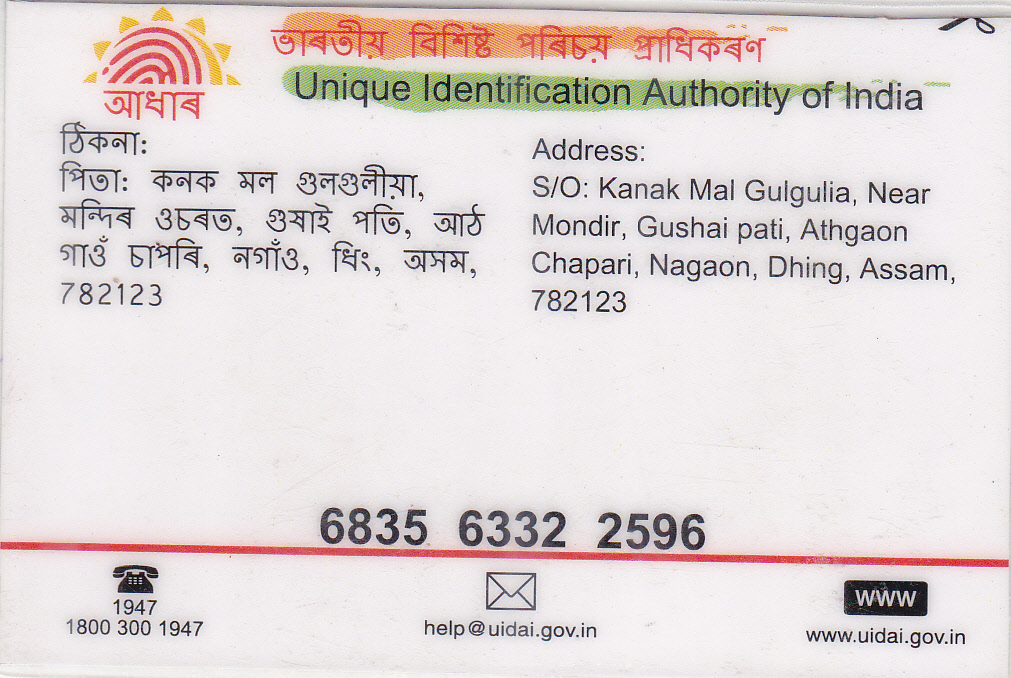 ভাৰতীয় বিশিষ্ট পৰিচয় প্ৰাধিকৰণ
Unique Identification Authority of India
আধাৰ
ঠিকনা:
পিতা: কনক মল গুলগুলীয়া,
মন্দিৰ ওচৰত, গুষাই পতি, আঠ
গাওঁ চাপৰি, নগাঁও, ধিং, অসম,
782123
Address:
S/O: Kanak Mal Gulgulia, Near
Mondir, Gushai pati, Athgaon
Chapari, Nagaon, Dhing, Assam,
782123
6835 6332 2596
1947
1800 300 1947
help@uidai.gov.in
WWW
www.uidai.gov.in